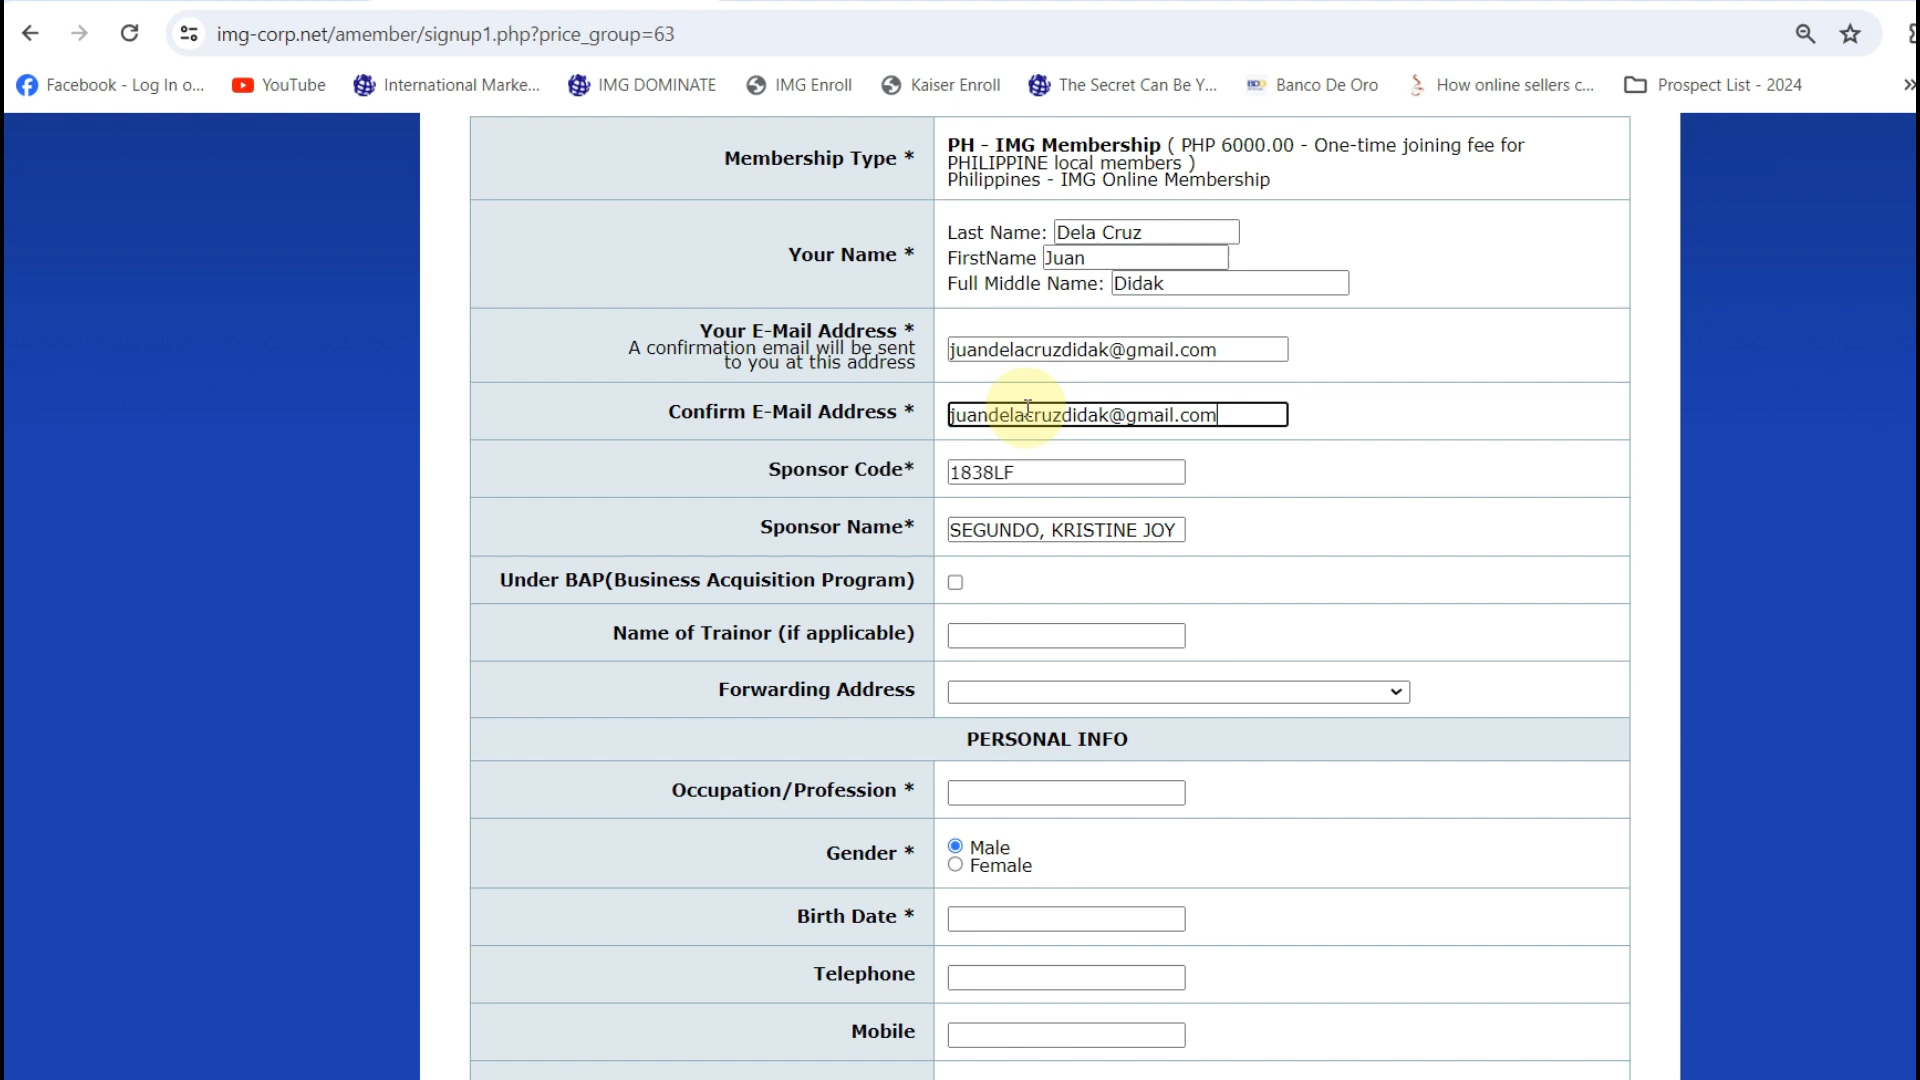 img-corp.net/amember/signup1.php?price_group=63
Facebook - Log In o...
YouTube
International Marke...
IMG DOMINATE
IMG Enroll
Kaiser Enroll
The Secret Can Be Y...
BDO
Banco De Oro
How online sellers c...
Prospect List - 2024
»
Membership Type *
PH - IMG Membership ( PHP 6000.00 - One-time joining fee for
PHILIPPINE local members )
Philippines - IMG Online Membership
Your Name *
Last Name: Dela Cruz
FirstName Juan
Full Middle Name: Didak
Your E-Mail Address *
A confirmation email will be sent
to you at this address
juandelacruzdidak@gmail.com
Confirm E-Mail Address *
juandelacruzdidak@gmail.com
Sponsor Code*
1838LF
Sponsor Name*
SEGUNDO, KRISTINE JOY
Under BAP(Business Acquisition Program)
Name of Trainor (if applicable)
Forwarding Address
PERSONAL INFO
Occupation/Profession *
Gender *
Male
Female
Birth Date *
Telephone
Mobile